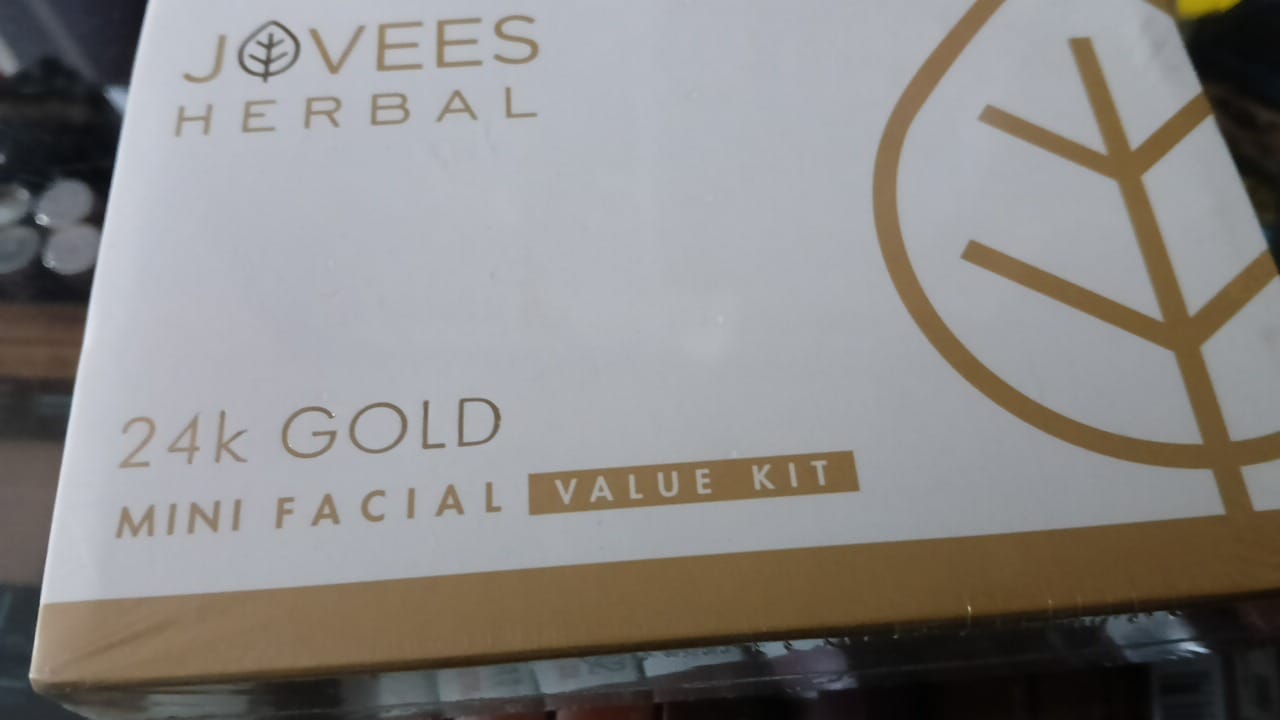 JOVEES
HERBAL
24k GOLD
MINI FACIAL VALUE KIT